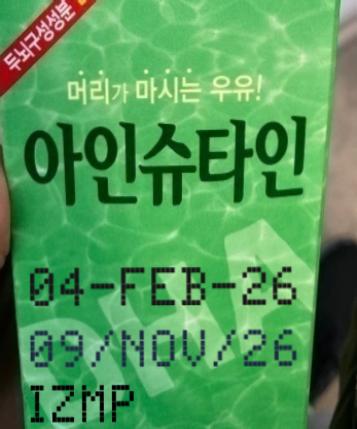 두뇌구성성분
머리가 마시는 우유!
아인슈타인
DHA
04-FEB-26
09/NOV/26
IZMP